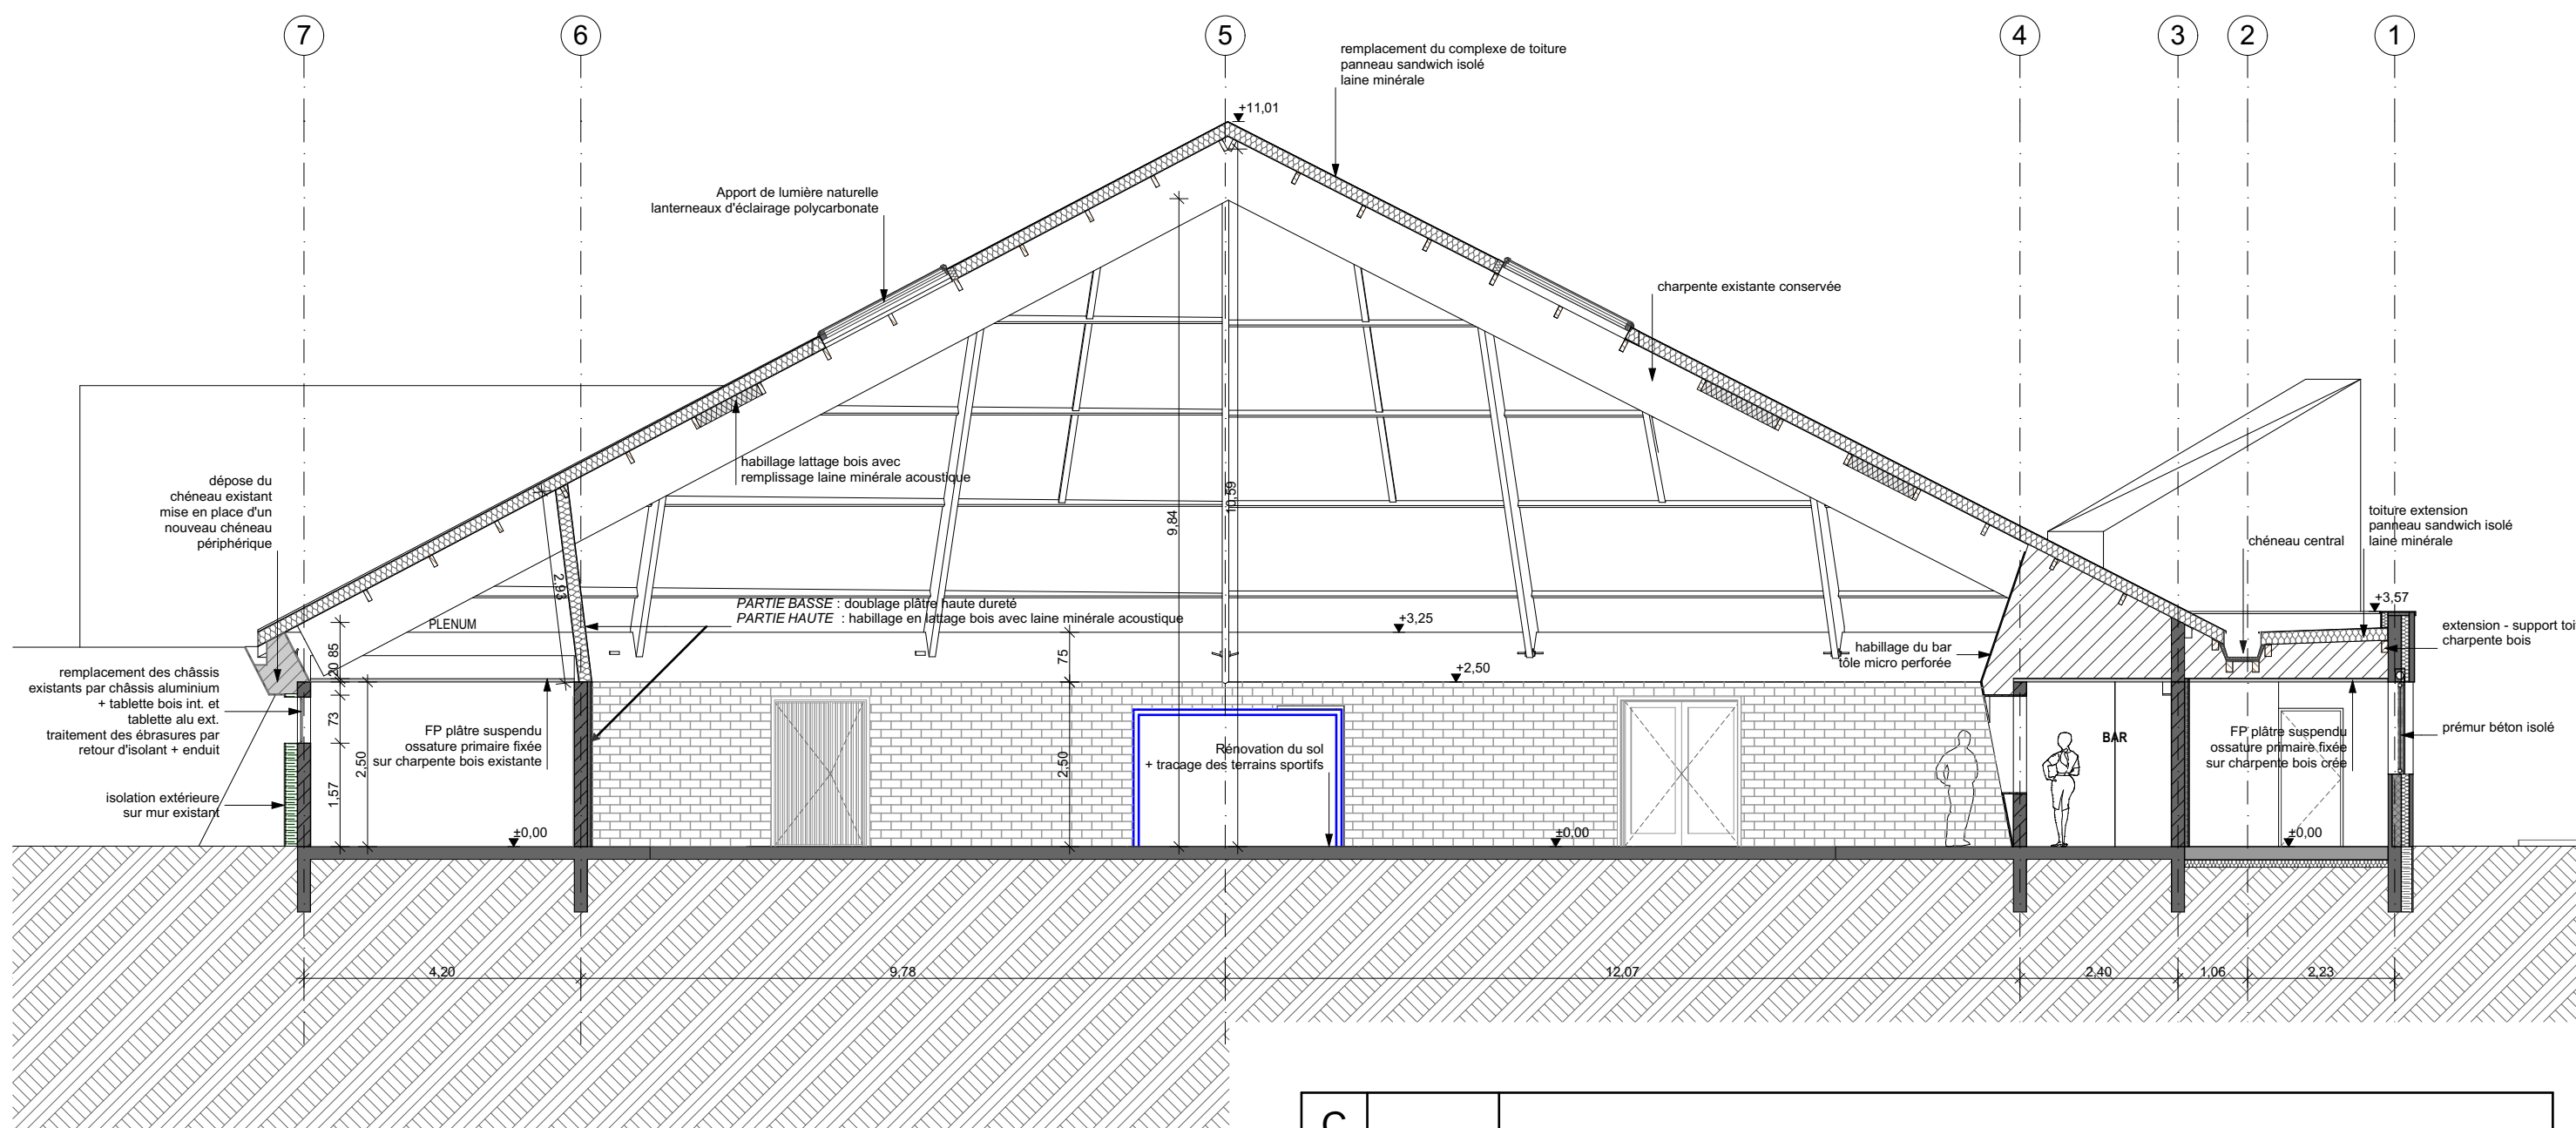 7
6
5
4
3
2
1
remplacement du complexe de toiture
panneau sandwich isolé
laine minérale
+11,01
Apport de lumière naturelle
lanterneaux d'éclairage polycarbonate
charpente existante conservée
habillage lattage bois avec
remplissage laine minérale acoustique
dépose du
chéneau existant
mise en place d'un
nouveau chéneau
périphérique
9,84
10,59
toiture extension
panneau sandwich isolé
laine minérale
chéneau central
2,93
PARTIE BASSE : doublage plâtre haute dureté
PARTIE HAUTE : habillage en lattage bois avec laine minérale acoustique
PLENUM
+3,25
+3,57
extension - support toi
charpente bois
habillage du bar
tôle micro perforée
75
85
20
+2,50
remplacement des châssis
existants par châssis aluminium
+ tablette bois int. et
tablette alu ext.
traitement des ébrasures par
retour d'isolant + enduit
73
2,50
1,57
FP plâtre suspendu
ossature primaire fixée
sur charpente bois existante
2,50
Rénovation du sol
+ tracage des terrains sportifs
BAR
FP plâtre suspendu
ossature primaire fixée
sur charpente bois crée
prémur béton isolé
isolation extérieure
sur mur existant
±0,00
±0,00
±0,00
4,20
9,78
12,07
2,40
1,06
2,23
C